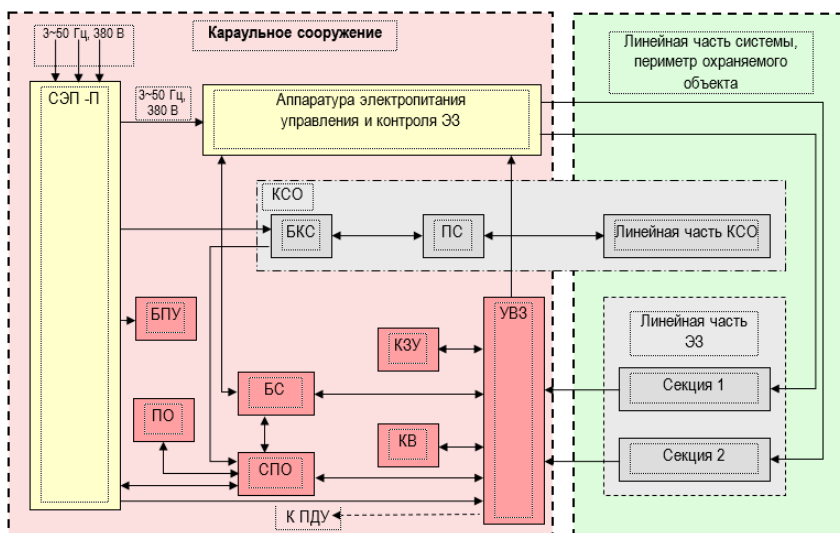 3~50 Гц, 380 В
Караульное сооружение
Линейная часть системы,
периметр охраняемого
объекта
СЭП -П
3~50 Гц,
380 В
Аппаратура электропитания
управления и контроля ЭЗ
КСО
БКС
ПС
Линейная часть КСО
БПУ
УВЗ
Линейная часть
ЭЗ
КЗУ
БС
Секция 1
ПО
КВ
СПО
Секция 2
К ПДУ